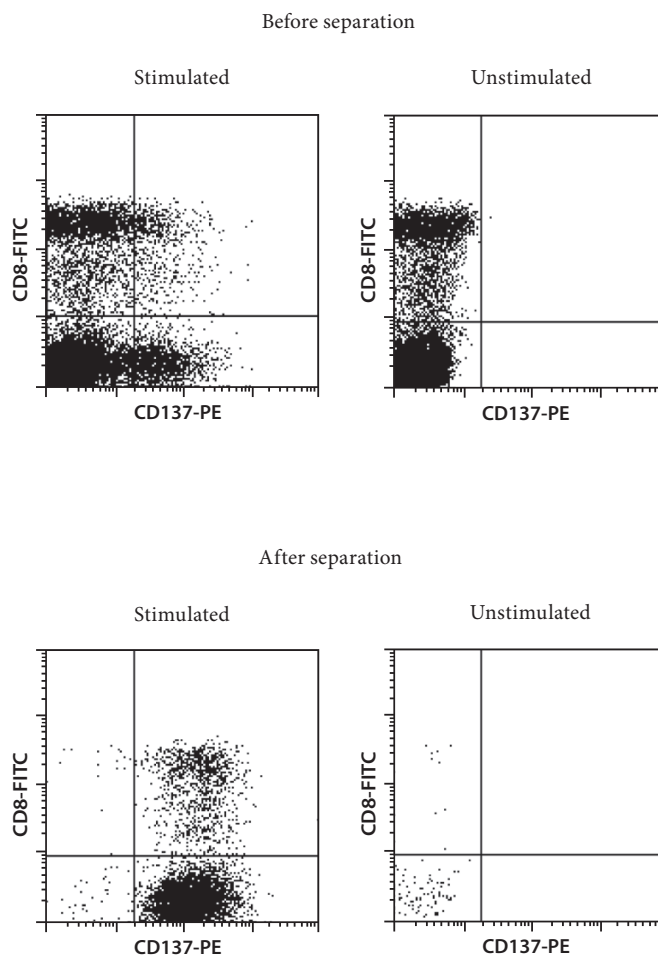 Before separation
Stimulated
Unstimulated
CD8-FITC
CD137-PE
CD8-FITC
CD137-PE
After separation
Stimulated
Unstimulated
CD8-FITC
CD137-PE
CD8-FITC
CD137-PE